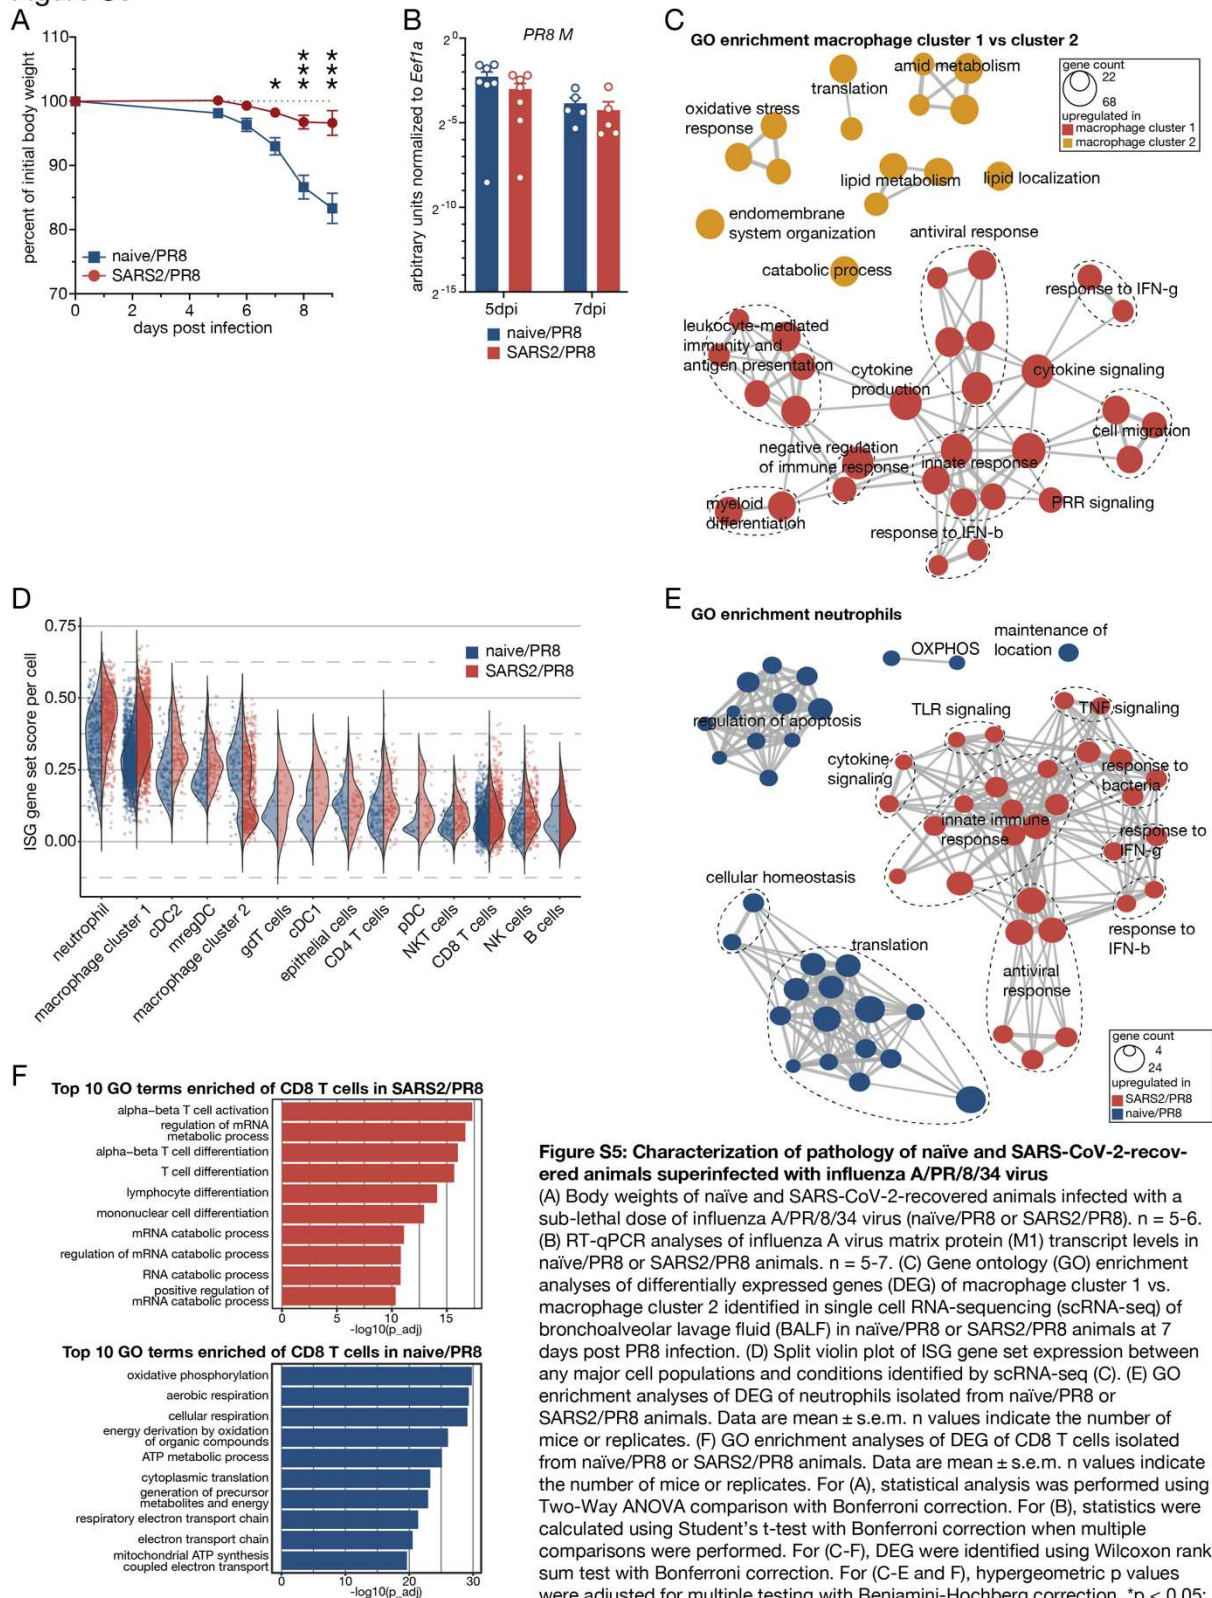 A
110
100
90
80
70
percent of initial body weight
*
***
***
naive/PR8
SARS2/PR8
0 2 4 6 8
days post infection
B
PR8 M
2^0
2^-5
2^-10
2^-15
arbitrary units normalized to Eef1a
5dpi 7dpi
naive/PR8
SARS2/PR8
C
GO enrichment macrophage cluster 1 vs cluster 2
gene count
22
68
upregulated in
macrophage cluster 1
macrophage cluster 2
translation
amid metabolism
oxidative stress
response
lipid metabolism
lipid localization
endomembrane
system organization
catabolic process
antiviral response
response to IFN-g
leukocyte-mediated
immunity and
antigen presentation
cytokine
production
cytokine signaling
cell migration
negative regulation
of immune response
innate response
myeloid
differentiation
PRR signaling
response to IFN-b
D
0.75
0.50
0.25
0.00
ISG gene set score per cell
naive/PR8
SARS2/PR8
neutrophil
macrophage cluster 1
cDC2
mregDC
macrophage cluster 2
gdT cells
cDC1
epithelial cells
CD4 T cells
pDC
NKT cells
CD8 T cells
NK cells
B cells
E
GO enrichment neutrophils
OXPHOS
maintenance of
location
regulation of apoptosis
TLR signaling
TNF signaling
cytokine
signaling
response to
bacteria
innate immune
response
response to
IFN-g
cellular homeostasis
response to
IFN-b
translation
antiviral
response
gene count
4
24
upregulated in
SARS2/PR8
naive/PR8
F
Top 10 GO terms enriched of CD8 T cells in SARS2/PR8
alpha−beta T cell activation
regulation of mRNA
metabolic process
alpha−beta T cell differentiation
T cell differentiation
lymphocyte differentiation
mononuclear cell differentiation
mRNA catabolic process
regulation of mRNA catabolic process
RNA catabolic process
positive regulation of
mRNA catabolic process
0 5 10 15
-log10(p_adj)
Top 10 GO terms enriched of CD8 T cells in naive/PR8
oxidative phosphorylation
aerobic respiration
cellular respiration
energy derivation by oxidation
of organic compounds
ATP metabolic process
cytoplasmic translation
generation of precursor
metabolites and energy
respiratory electron transport chain
electron transport chain
mitochondrial ATP synthesis
coupled electron transport
0 10 20 30
-log10(p_adj)
Figure S5: Characterization of pathology of naïve and SARS-CoV-2-recov-
ered animals superinfected with influenza A/PR/8/34 virus
(A) Body weights of naïve and SARS-CoV-2-recovered animals infected with a
sub-lethal dose of influenza A/PR/8/34 virus (naïve/PR8 or SARS2/PR8). n = 5-6.
(B) RT-qPCR analyses of influenza A virus matrix protein (M1) transcript levels in
naïve/PR8 or SARS2/PR8 animals. n = 5-7. (C) Gene ontology (GO) enrichment
analyses of differentially expressed genes (DEG) of macrophage cluster 1 vs.
macrophage cluster 2 identified in single cell RNA-sequencing (scRNA-seq) of
bronchoalveolar lavage fluid (BALF) in naïve/PR8 or SARS2/PR8 animals at 7
days post PR8 infection. (D) Split violin plot of ISG gene set expression between
any major cell populations and conditions identified by scRNA-seq (C). (E) GO
enrichment analyses of DEG of neutrophils isolated from naïve/PR8 or
SARS2/PR8 animals. Data are mean ± s.e.m. n values indicate the number of
mice or replicates. (F) GO enrichment analyses of DEG of CD8 T cells isolated
from naïve/PR8 or SARS2/PR8 animals. Data are mean ± s.e.m. n values indicate
the number of mice or replicates. For (A), statistical analysis was performed using
Two-Way ANOVA comparison with Bonferroni correction. For (B), statistics were
calculated using Student's t-test with Bonferroni correction when multiple
comparisons were performed. For (C-F), DEG were identified using Wilcoxon rank
sum test with Bonferroni correction. For (C-E and F), hypergeometric p values
were adjusted for multiple testing with Benjamini-Hochberg correction. *p < 0.05;